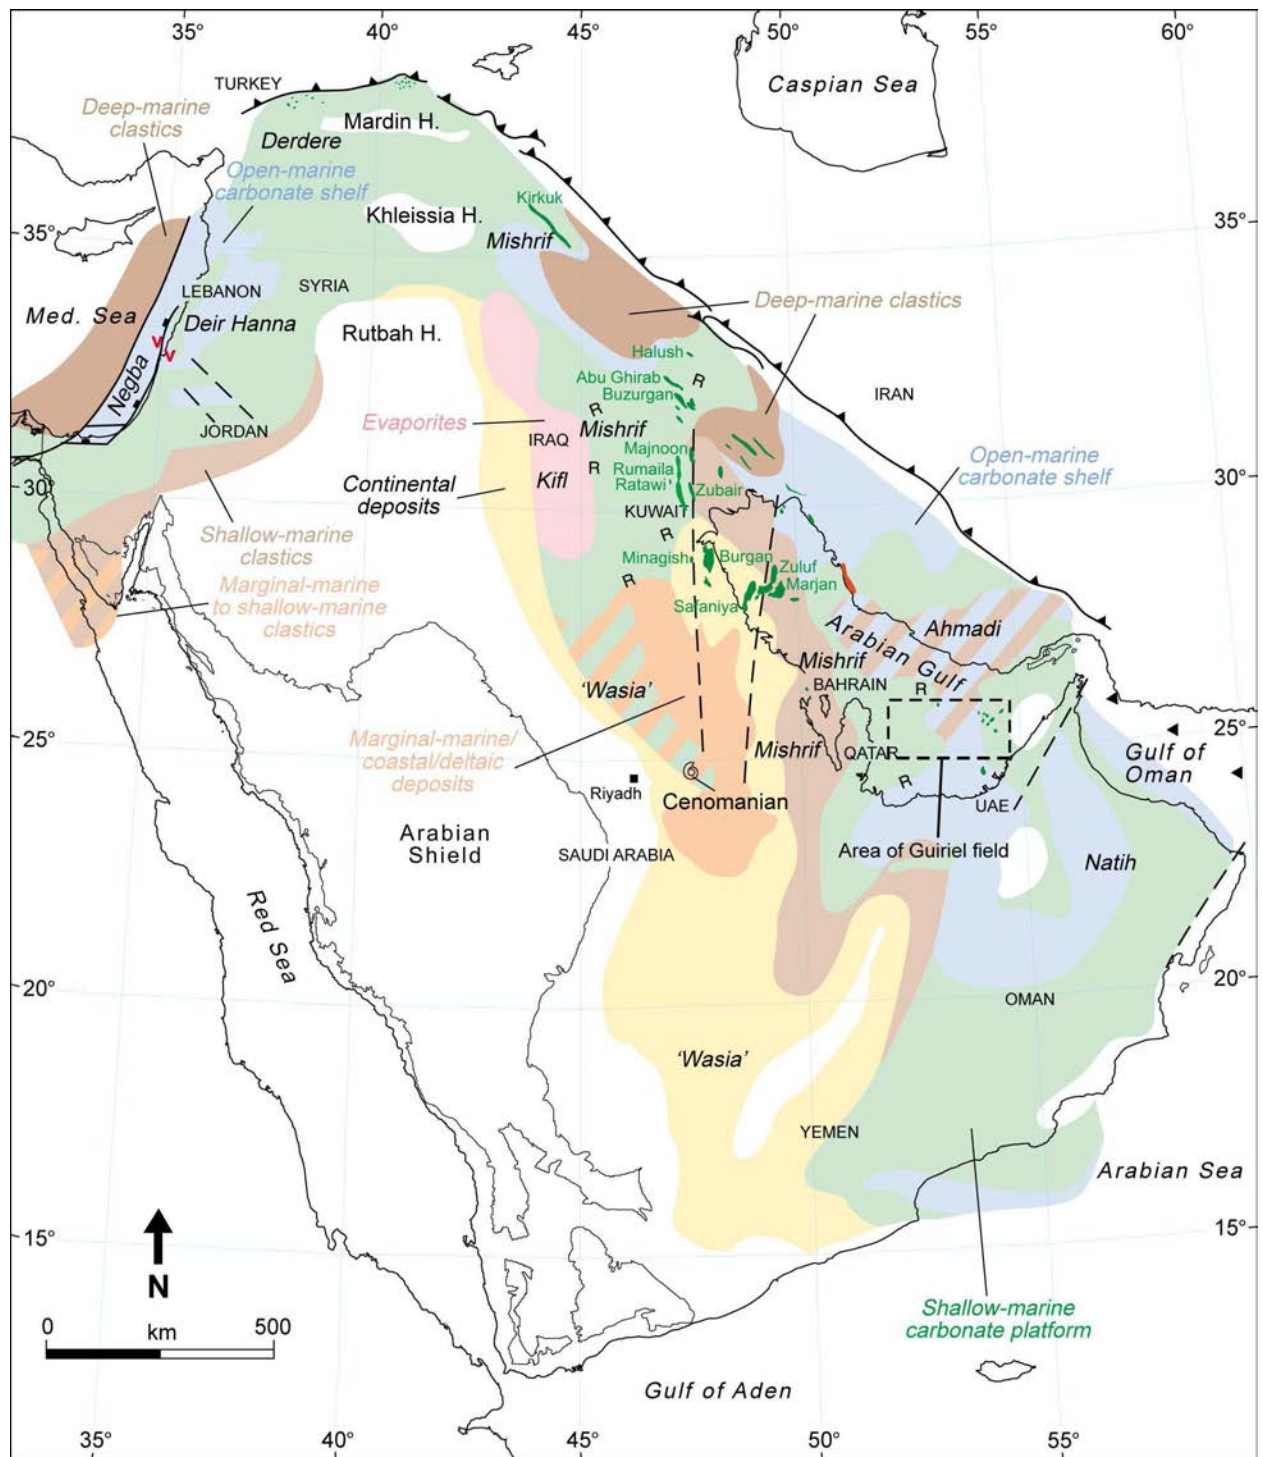 35°
40°
45°
50°
55°
60°
TURKEY
Caspian Sea
Deep-marine
clastics
Mardin H.
Derdere
Open-marine
carbonate shelf
Kirkuk
Khleissia H.
35°
35°
Mishrif
LEBANON
SYRIA
Deep-marine clastics
Med. Sea
Deir Hanna
Rutbah H.
V
V
Halush
Negba
Abu Ghirab
R
Buzurgan
IRAN
R
Evaporites
Mishrif
JORDAN
IRAQ
Majnoon
Open-marine
carbonate shelf
Rumaila
R
Kifl
Continental
deposits
Ratawi
Zubair
30°
30°
KUWAIT
Shallow-marine
clastics
R
Minagish
Burgan
Zuluf
Marjan
R
Marginal-marine
to shallow-marine
clastics
Safaniya
Ahmadi
Arabian Gulf
Mishrif
‘Wasia’
BAHRAIN
R
25°
25°
Marginal-marine/
coastal/deltaic
deposits
Mishrif
QATAR
Gulf of
Oman
R
Riyadh
Cenomanian
UAE
Arabian
Shield
SAUDI ARABIA
Area of Guiriel field
Natih
Red Sea
20°
20°
OMAN
‘Wasia’
YEMEN
Arabian Sea
15°
15°
N
Shallow-marine
carbonate platform
0 km 500
Gulf of Aden
35°
40°
45°
50°
55°